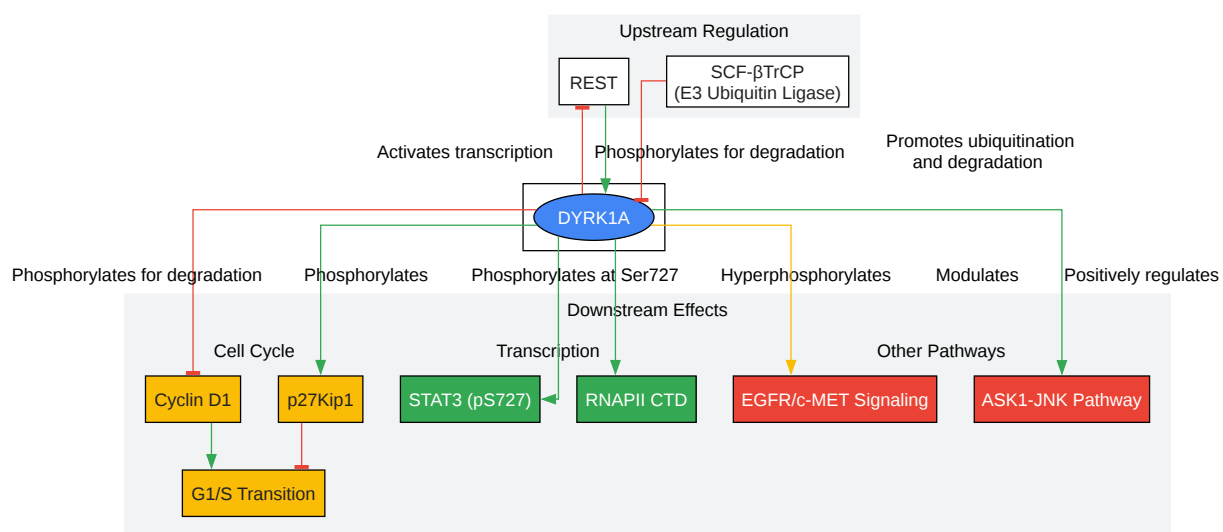 Upstream Regulation
REST
SCF-βTrCP
(E3 Ubiquitin Ligase)
Activates transcription
Phosphorylates for degradation
Promotes ubiquitination
and degradation
DYRK1A
Phosphorylates for degradation
Phosphorylates
Phosphorylates at Ser727
Hyperphosphorylates
Modulates
Positively regulates
Downstream Effects
Cell Cycle
Transcription
Other Pathways
Cyclin D1
p27Kip1
STAT3 (pS727)
RNAPII CTD
EGFR/c-MET Signaling
ASK1-JNK Pathway
G1/S Transition